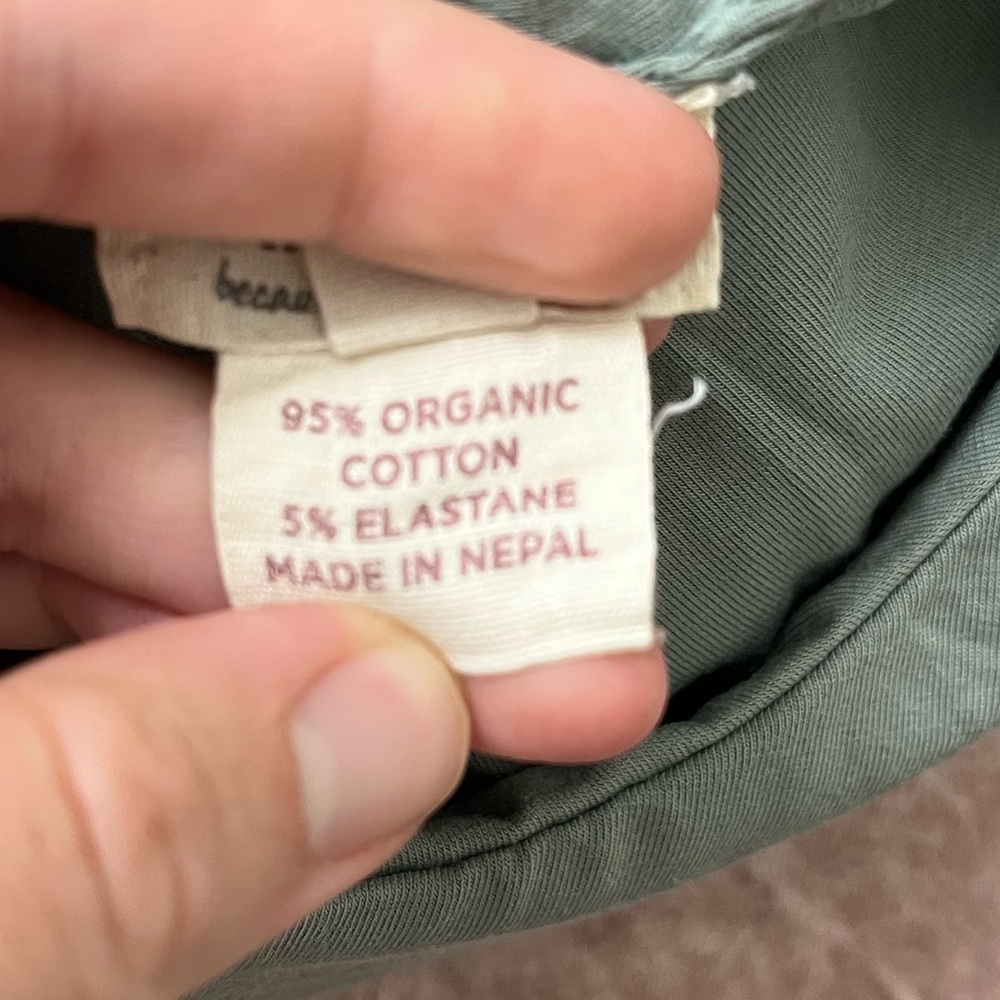 95% ORGANIC
COTTON
5% ELASTANE
MADE IN NEPAL